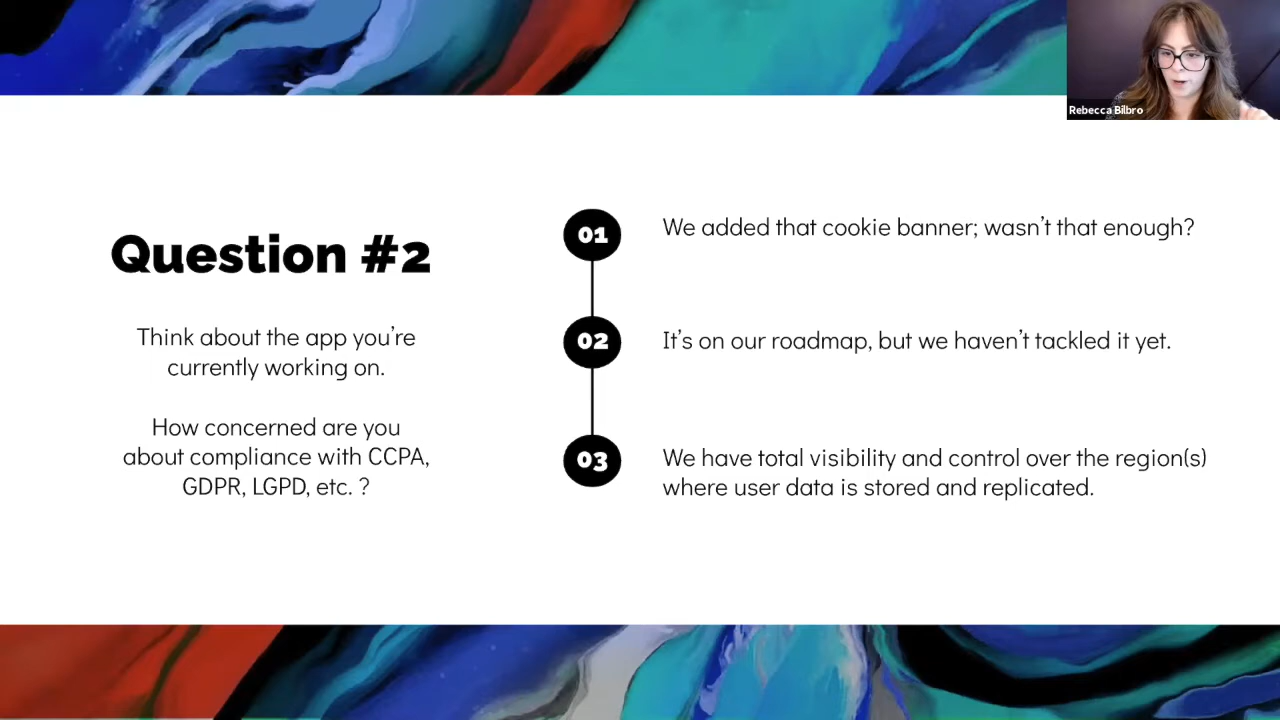 Rebecca Bilbro
Question #2
Think about the app you're
currently working on.
How concerned are you
about compliance with CCPA,
GDPR, LGPD, etc. ?
01
We added that cookie banner; wasn't that enough?
02
It's on our roadmap, but we haven't tackled it yet.
03
We have total visibility and control over the region(s)
where user data is stored and replicated.